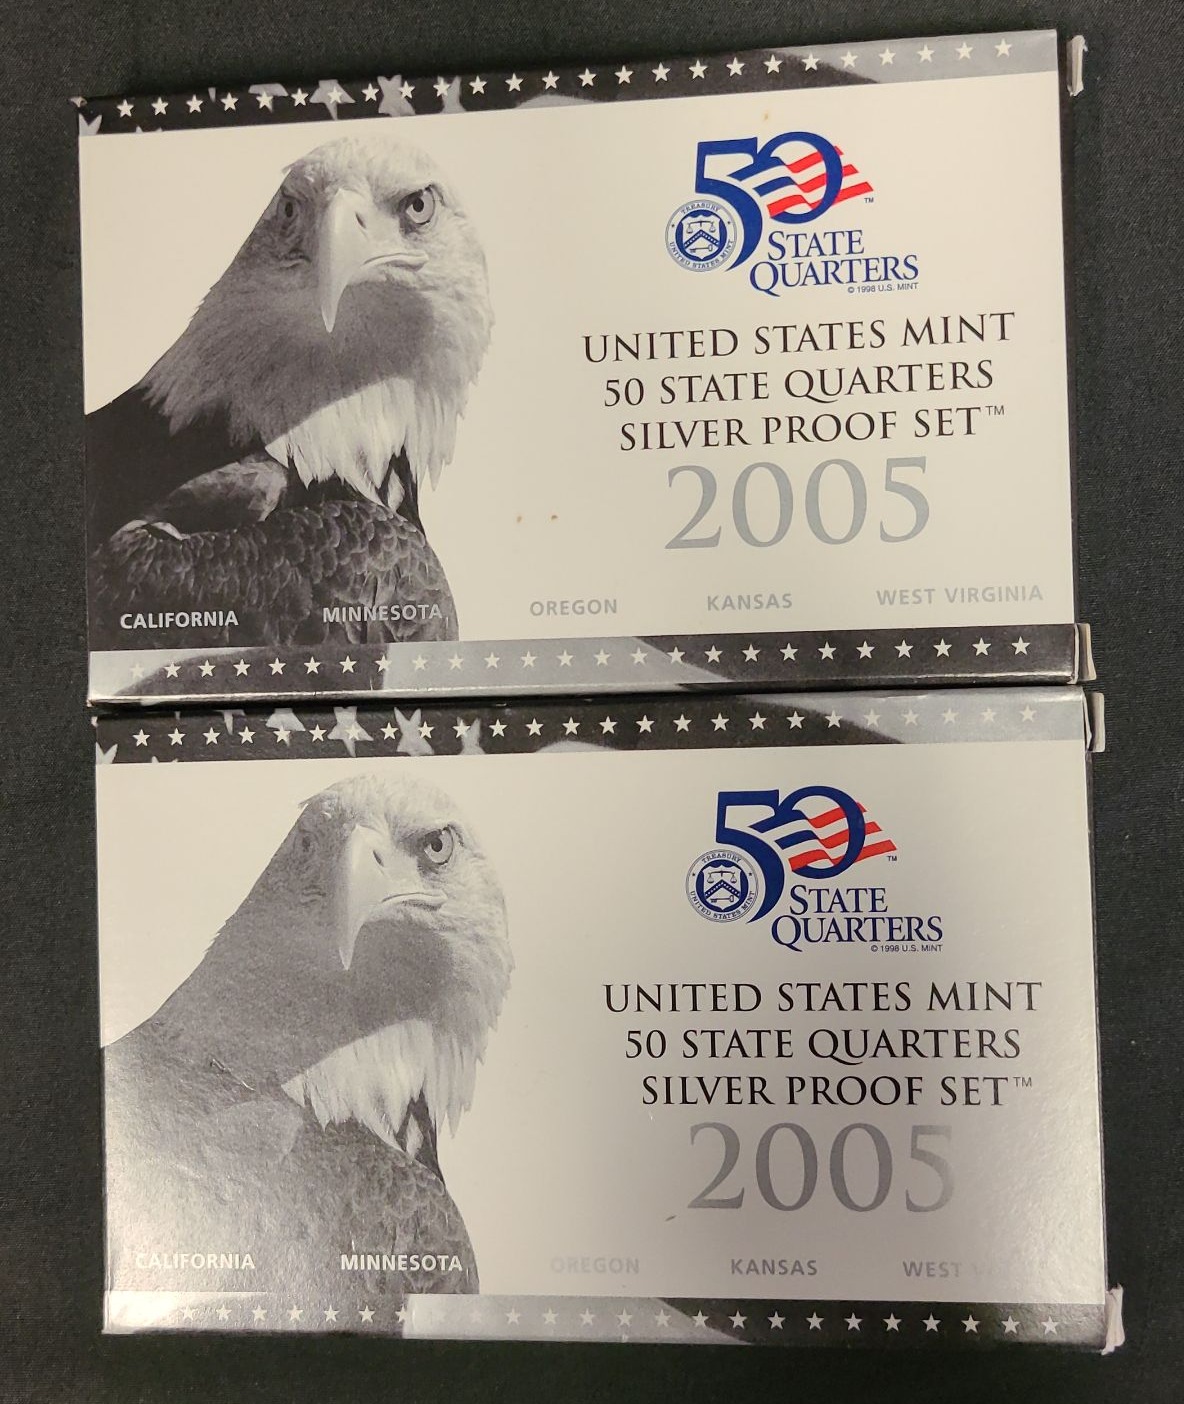 50
TM
TREASURY
UNITED STATES MINT
STATE
QUARTERS
© 1998 U.S. MINT
UNITED STATES MINT
50 STATE QUARTERS
SILVER PROOF SET™
2005
CALIFORNIA MINNESOTA OREGON KANSAS WEST VIRGINIA
50
TM
TREASURY
UNITED STATES MINT
STATE
QUARTERS
© 1998 U.S. MINT
UNITED STATES MINT
50 STATE QUARTERS
SILVER PROOF SET™
2005
CALIFORNIA MINNESOTA OREGON KANSAS WEST